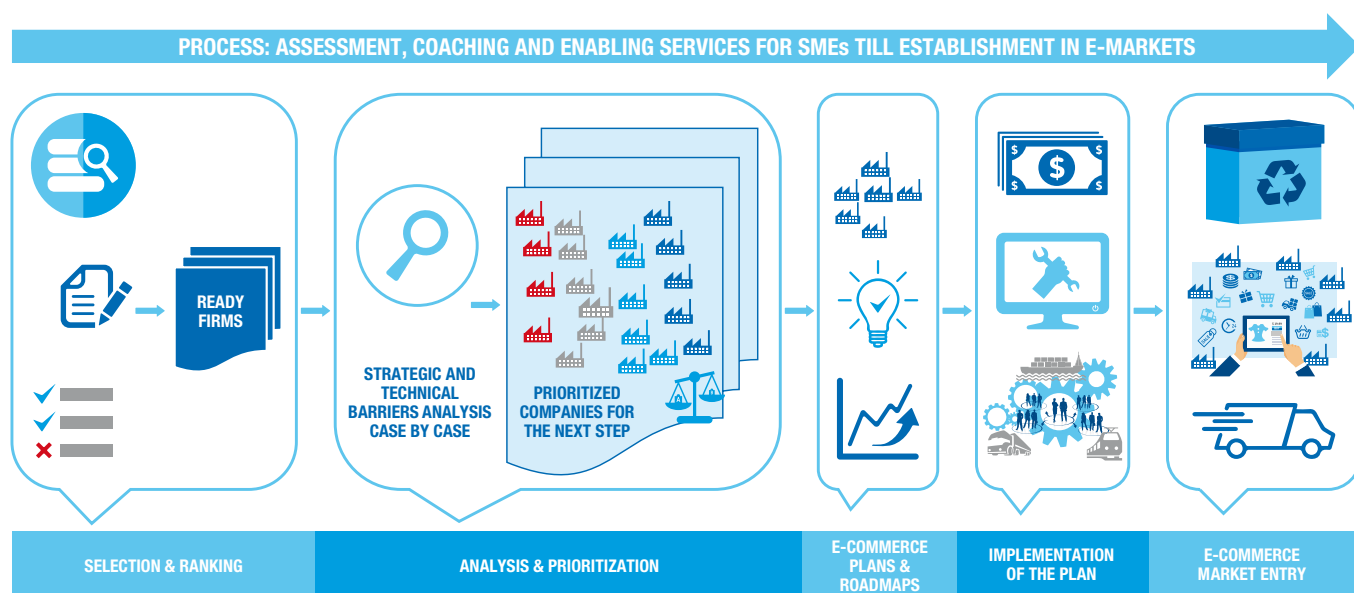 PROCESS: ASSESSMENT, COACHING AND ENABLING SERVICES FOR SMEs TILL ESTABLISHMENT IN E-MARKETS
READY
FIRMS
STRATEGIC AND
TECHNICAL
BARRIERS ANALYSIS
CASE BY CASE
PRIORITIZED
COMPANIES FOR
THE NEXT STEP
$ $
$
$ $
SELECTION & RANKING
ANALYSIS & PRIORITIZATION
E-COMMERCE
PLANS &
ROADMAPS
IMPLEMENTATION
OF THE PLAN
E-COMMERCE
MARKET ENTRY